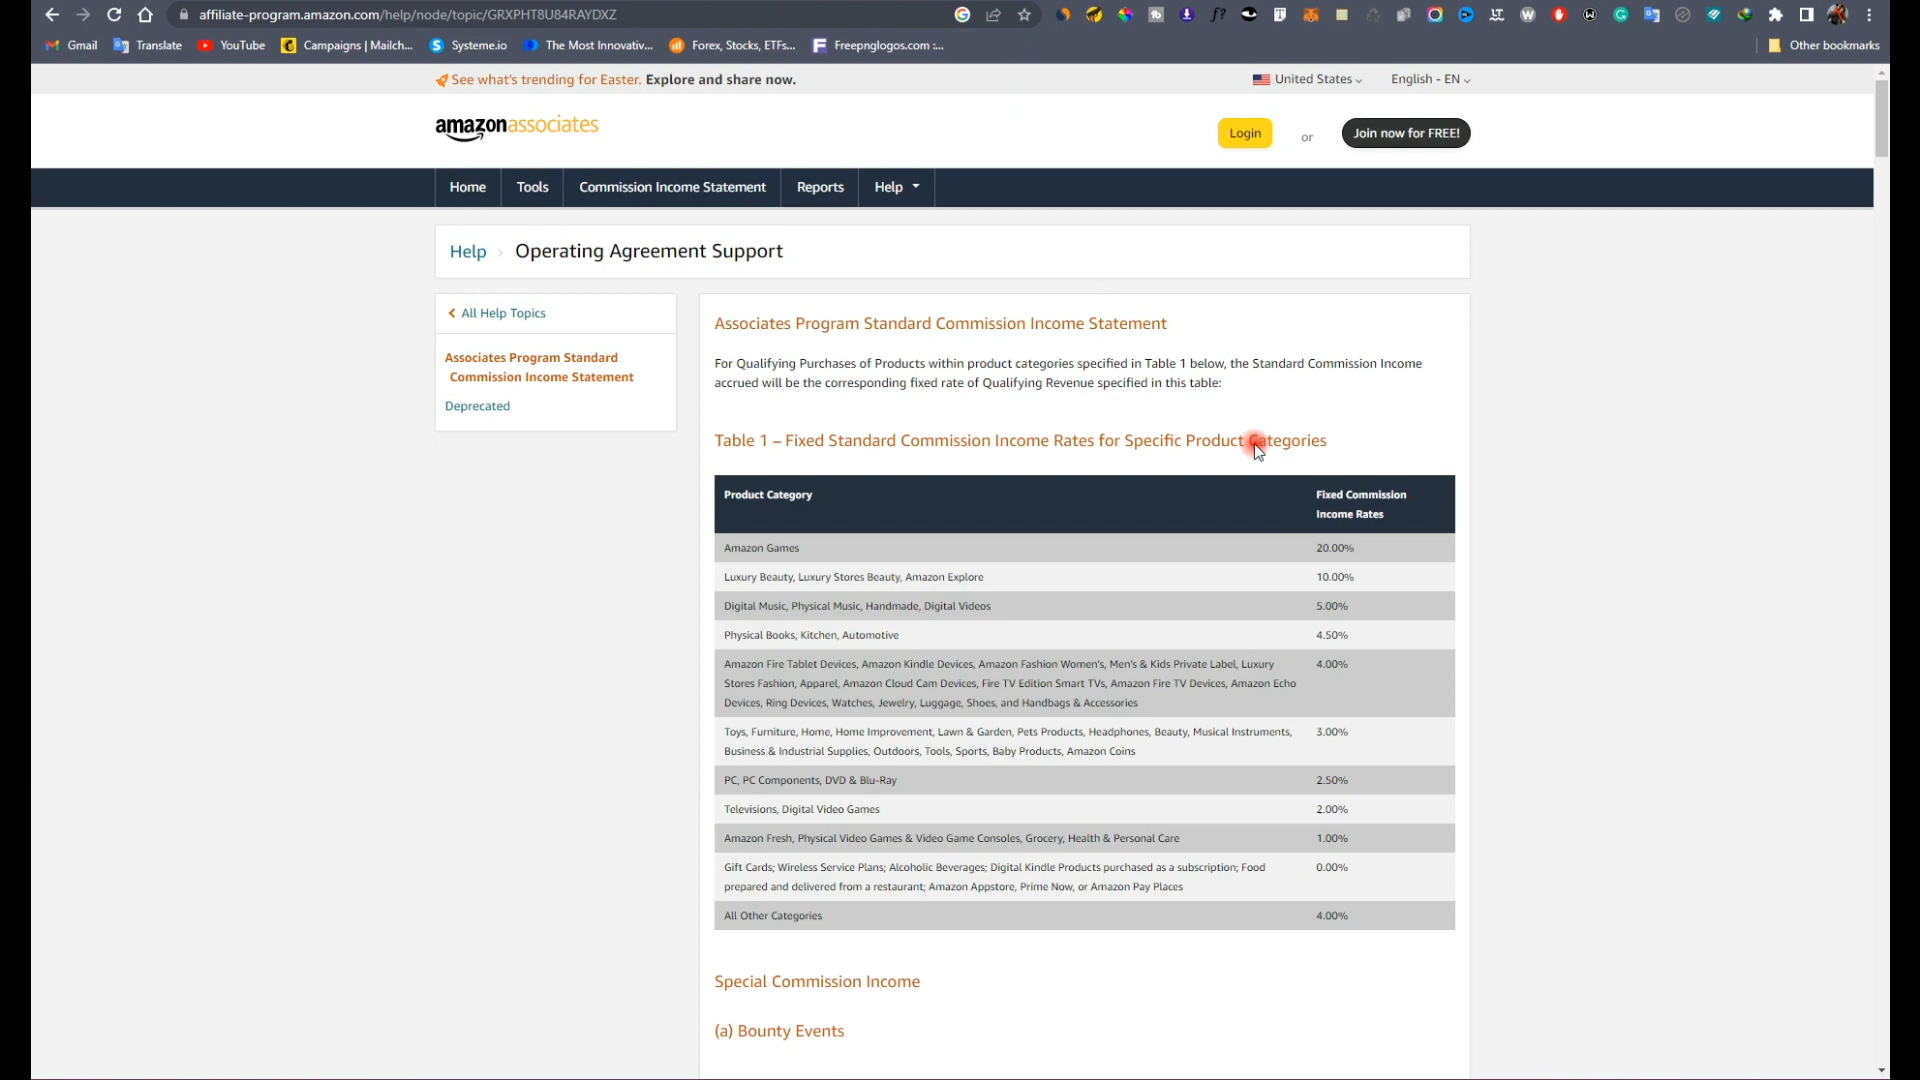 affiliate-program.amazon.com/help/node/topic/GRXPHT8U84RAYDXZ
Gmail Translate YouTube Campaigns | Mailch... Systeme.io The Most Innovativ... Forex, Stocks, ETFs... Freepnglogos.com :... Other bookmarks
See what's trending for Easter. Explore and share now. United States English - EN
amazonassociates
Login or Join now for FREE!
Home Tools Commission Income Statement Reports Help
Help › Operating Agreement Support
All Help Topics
Associates Program Standard
Commission Income Statement
Deprecated
Associates Program Standard Commission Income Statement
For Qualifying Purchases of Products within product categories specified in Table 1 below, the Standard Commission Income
accrued will be the corresponding fixed rate of Qualifying Revenue specified in this table:
Table 1 – Fixed Standard Commission Income Rates for Specific Product Categories
Product Category Fixed Commission
Income Rates
Amazon Games 20.00%
Luxury Beauty, Luxury Stores Beauty, Amazon Explore 10.00%
Digital Music, Physical Music, Handmade, Digital Videos 5.00%
Physical Books, Kitchen, Automotive 4.50%
Amazon Fire Tablet Devices, Amazon Kindle Devices, Amazon Fashion Women's, Men's & Kids Private Label, Luxury 4.00%
Stores Fashion, Apparel, Amazon Cloud Cam Devices, Fire TV Edition Smart TVs, Amazon Fire TV Devices, Amazon Echo
Devices, Ring Devices, Watches, Jewelry, Luggage, Shoes, and Handbags & Accessories
Toys, Furniture, Home, Home Improvement, Lawn & Garden, Pets Products, Headphones, Beauty, Musical Instruments, 3.00%
Business & Industrial Supplies, Outdoors, Tools, Sports, Baby Products, Amazon Coins
PC, PC Components, DVD & Blu-Ray 2.50%
Televisions, Digital Video Games 2.00%
Amazon Fresh, Physical Video Games & Video Game Consoles, Grocery, Health & Personal Care 1.00%
Gift Cards; Wireless Service Plans; Alcoholic Beverages; Digital Kindle Products purchased as a subscription; Food 0.00%
prepared and delivered from a restaurant; Amazon Appstore, Prime Now, or Amazon Pay Places
All Other Categories 4.00%
Special Commission Income
(a) Bounty Events